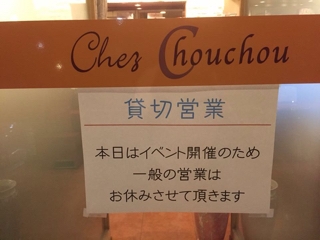 Chez Chouchou
貸切営業
本日はイベント開催のため
一般の営業は
お休みさせて頂きます